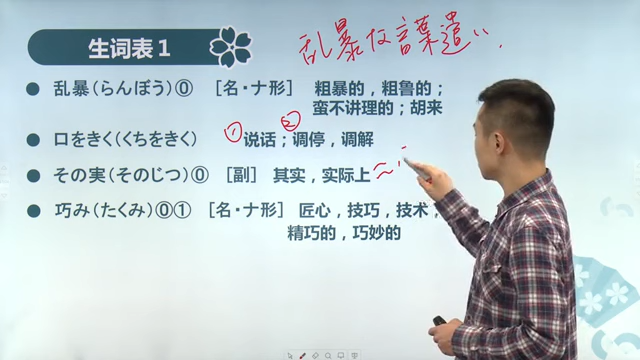 生词表1
乱暴な言葉遣い.
乱暴（らんぼう）⓪ ［名・ナ形］ 粗暴的，粗鲁的；
蛮不讲理的；胡来
口をきく（くちをきく） ①说话；②调停，调解
その実（そのじつ）⓪ ［副］ 其实，实际上～
巧み（たくみ）⓪① ［名・ナ形］ 匠心，技巧，技术；
精巧的，巧妙的